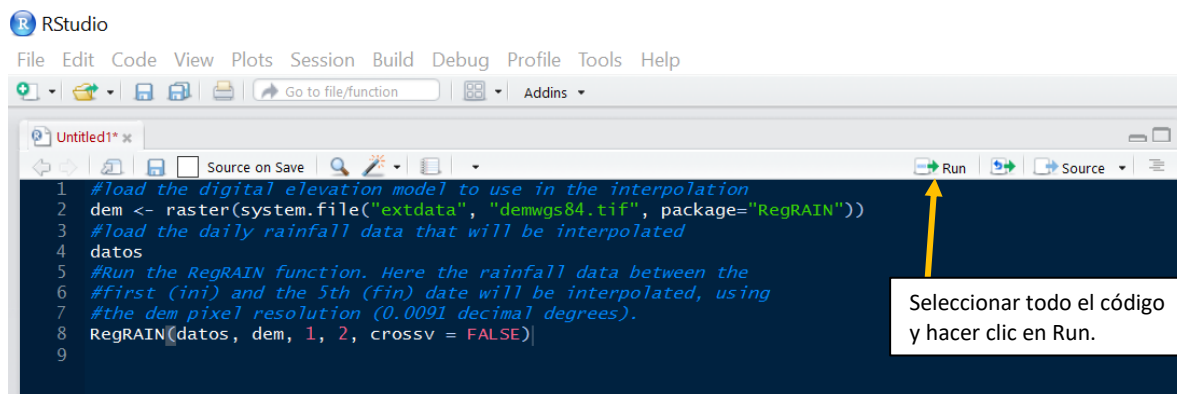 RStudio
File Edit Code View Plots Session Build Debug Profile Tools Help
Go to file/function Addins
Untitled1*
Source on Save Run Source
1 #load the digital elevation model to use in the interpolation
2 dem <- raster(system.file("extdata", "demwgs84.tif", package="RegRAIN"))
3 #load the daily rainfall data that will be interpolated
4 datos
5 #Run the RegRAIN function. Here the rainfall data between the
6 #first (ini) and the 5th (fin) date will be interpolated, using
7 #the dem pixel resolution (0.0091 decimal degrees).
8 RegRAIN(datos, dem, 1, 2, crossv = FALSE)
9
Seleccionar todo el código
y hacer clic en Run.